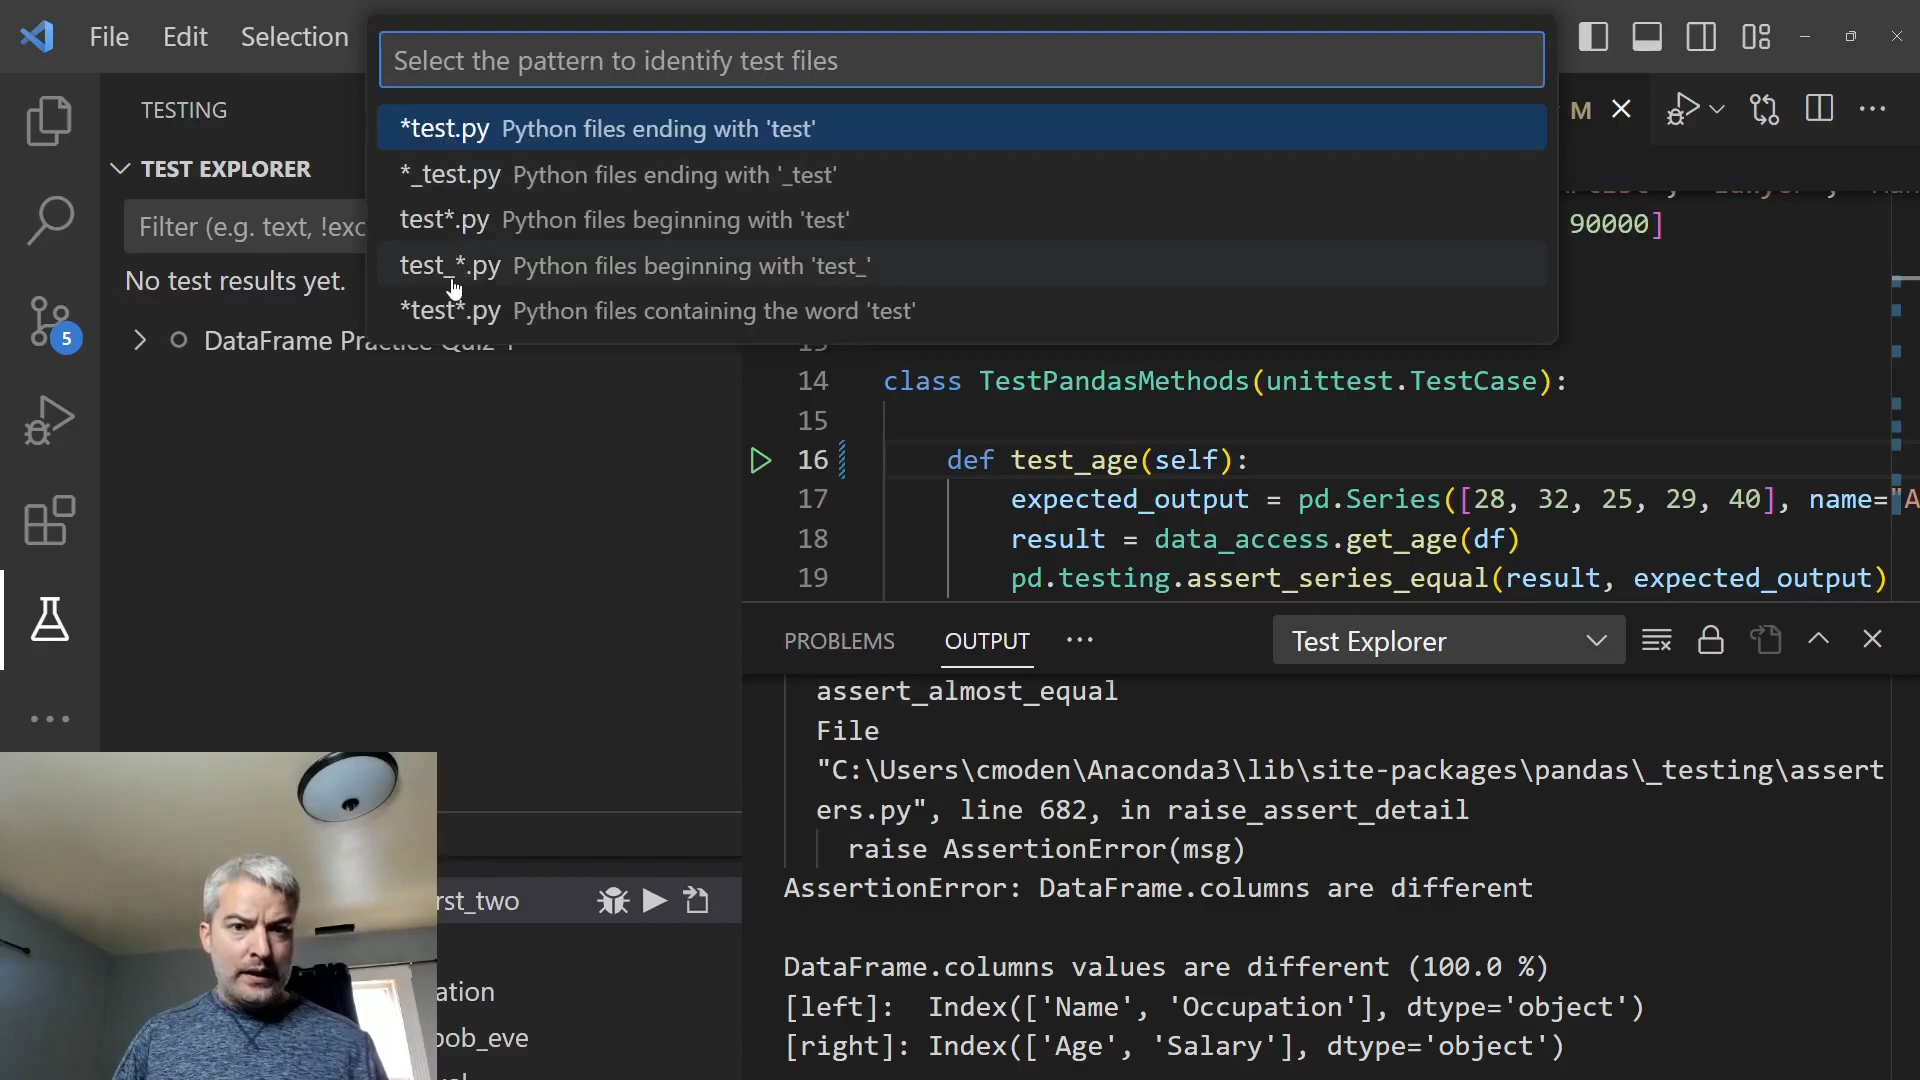 File Edit Selection
Select the pattern to identify test files
*test.py Python files ending with 'test'
*_test.py Python files ending with '_test'
test*.py Python files beginning with 'test'
test_*.py Python files beginning with 'test_'
*test*.py Python files containing the word 'test'
TESTING
TEST EXPLORER
Filter (e.g. text, !exc
No test results yet.
5
DataFrame Practice Quiz
M
90000]
14 class TestPandasMethods(unittest.TestCase):
15
16 def test_age(self):
17 expected_output = pd.Series([28, 32, 25, 29, 40], name="A
18 result = data_access.get_age(df)
19 pd.testing.assert_series_equal(result, expected_output)
PROBLEMS OUTPUT ··· Test Explorer
assert_almost_equal
File
"C:\Users\cmoden\Anaconda3\lib\site-packages\pandas\_testing\assert
ers.py", line 682, in raise_assert_detail
raise AssertionError(msg)
AssertionError: DataFrame.columns are different
DataFrame.columns values are different (100.0 %)
[left]:  Index(['Name', 'Occupation'], dtype='object')
[right]: Index(['Age', 'Salary'], dtype='object')
rst_two
ation
bob_eve